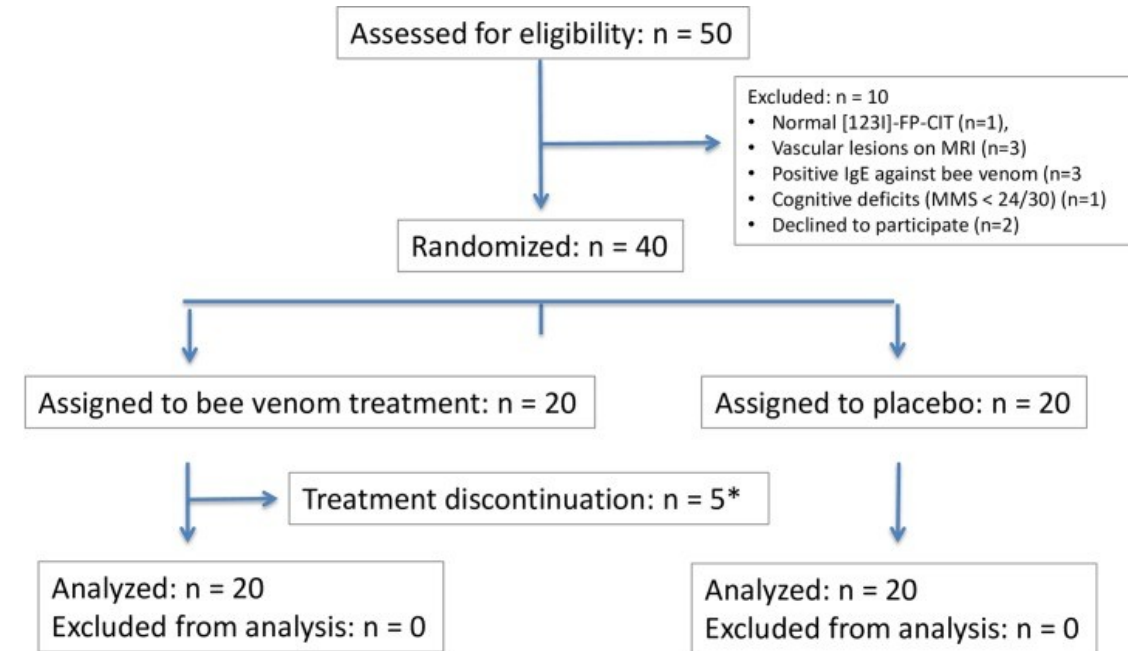 Assessed for eligibility: n = 50
Excluded: n = 10
• Normal [123I]-FP-CIT (n=1),
• Vascular lesions on MRI (n=3)
• Positive IgE against bee venom (n=3
• Cognitive deficits (MMS < 24/30) (n=1)
• Declined to participate (n=2)
Randomized: n = 40
Assigned to bee venom treatment: n = 20
Assigned to placebo: n = 20
Treatment discontinuation: n = 5*
Analyzed: n = 20
Excluded from analysis: n = 0
Analyzed: n = 20
Excluded from analysis: n = 0